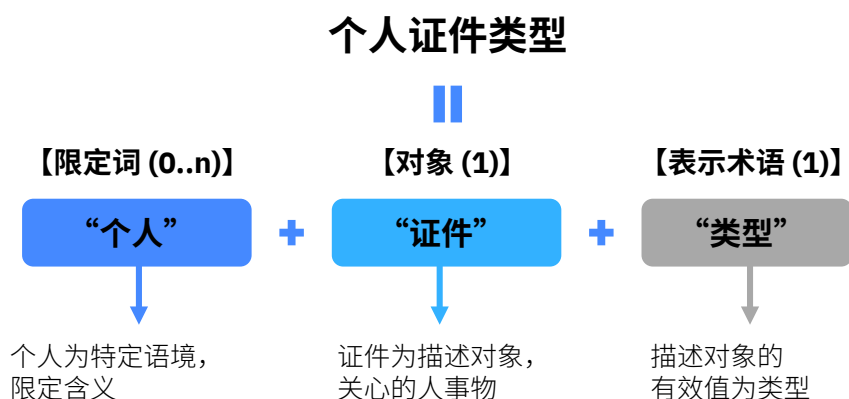 个人证件类型
【限定词 (0..n)】
【对象 (1)】
【表示术语 (1)】
“个人”
+
“证件”
+
“类型”
个人为特定语境，
限定含义
证件为描述对象，
关心的人事物
描述对象的
有效值为类型